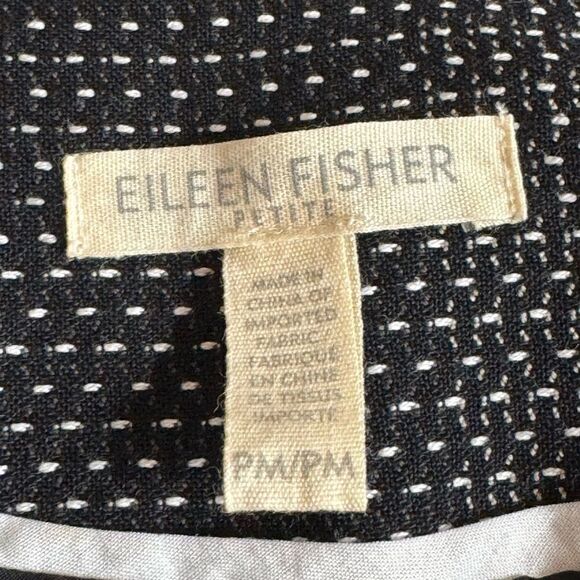 EILEEN FISHER
PETITE
MADE IN
CHINA OF
IMPORTED
FABRIC
FABRIQUÉ
EN CHINE
DE TISSUS
IMPORTÉ
PM/PM